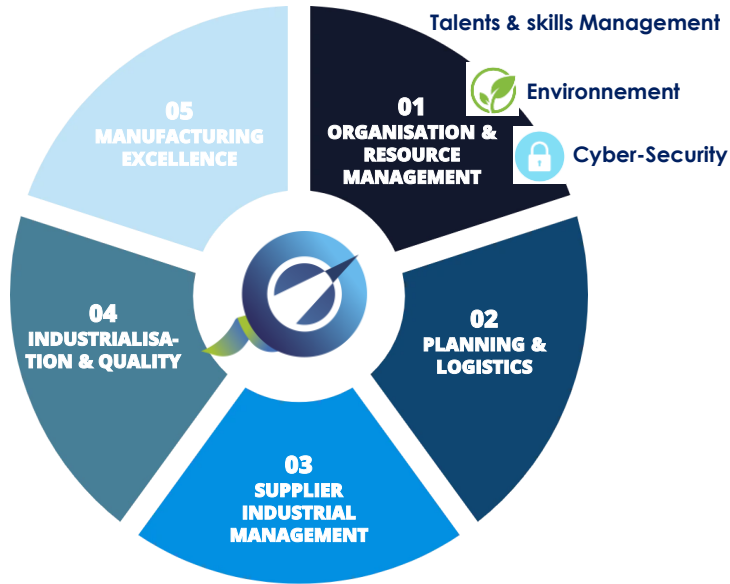 Talents & skills Management
Environnement
Cyber-Security
01
ORGANISATION &
RESOURCE
MANAGEMENT
02
PLANNING &
LOGISTICS
03
SUPPLIER
INDUSTRIAL
MANAGEMENT
04
INDUSTRIALISA-
TION & QUALITY
05
MANUFACTURING
EXCELLENCE